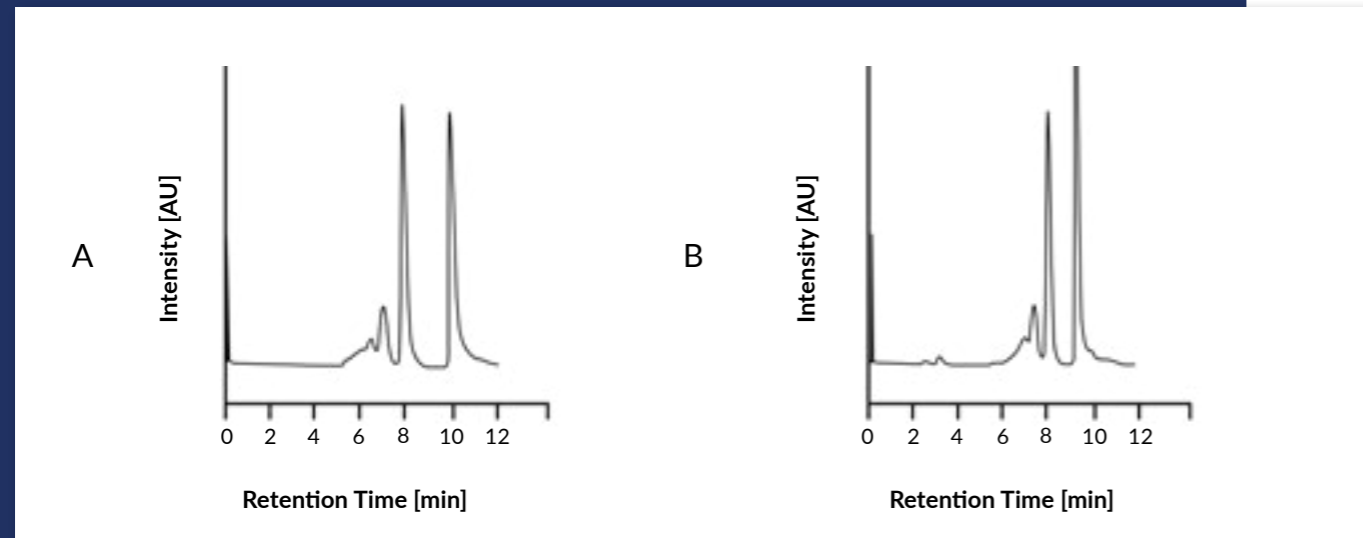 A
Intensity [AU]
0 2 4 6 8 10 12
Retention Time [min]
B
Intensity [AU]
0 2 4 6 8 10 12
Retention Time [min]